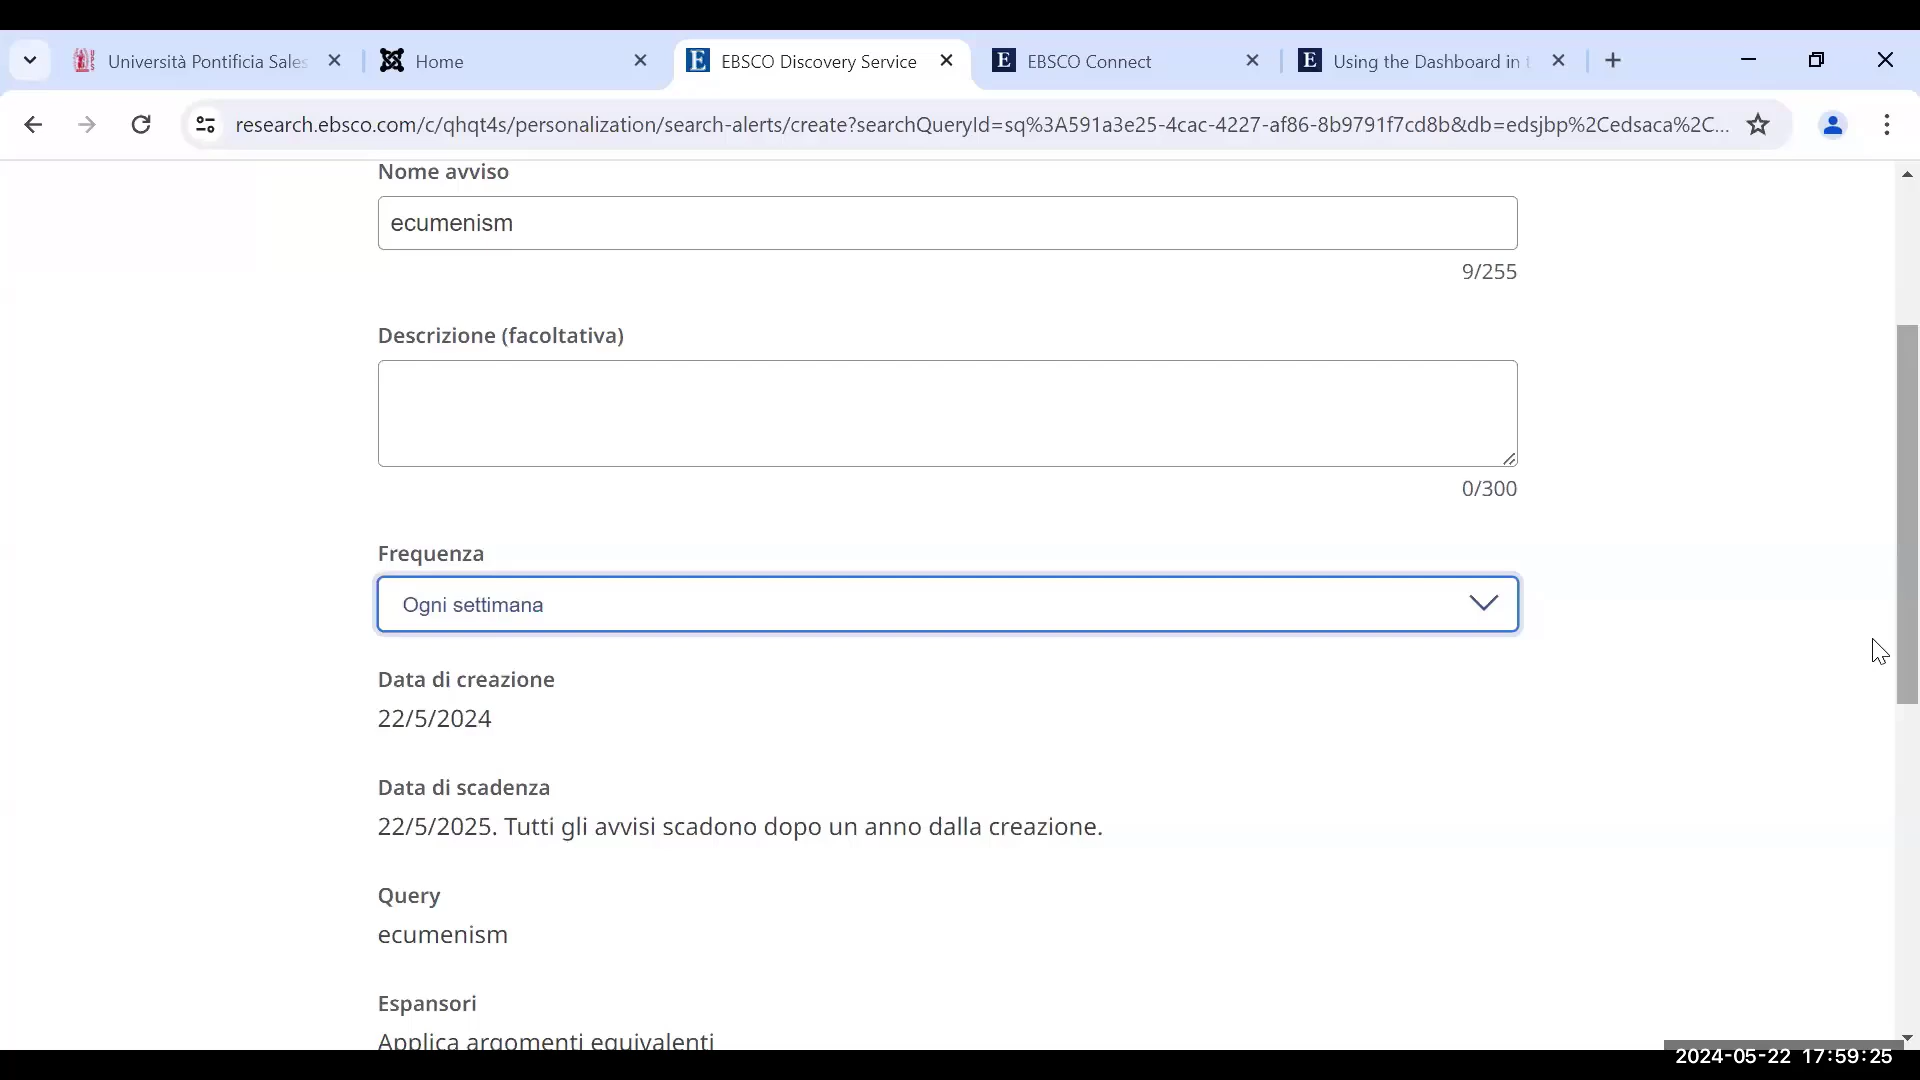 Università Pontificia Sales
Home
EBSCO Discovery Service
EBSCO Connect
Using the Dashboard in
research.ebsco.com/c/qhqt4s/personalization/search-alerts/create?searchQueryId=sq%3A591a3e25-4cac-4227-af86-8b9791f7cd8b&db=edsjbp%2Cedsaca%2C...
Nome avviso
ecumenism
9/255
Descrizione (facoltativa)
0/300
Frequenza
Ogni settimana
Data di creazione
22/5/2024
Data di scadenza
22/5/2025. Tutti gli avvisi scadono dopo un anno dalla creazione.
Query
ecumenism
Espansori
Applica argomenti equivalenti
2024-05-22 17:59:25